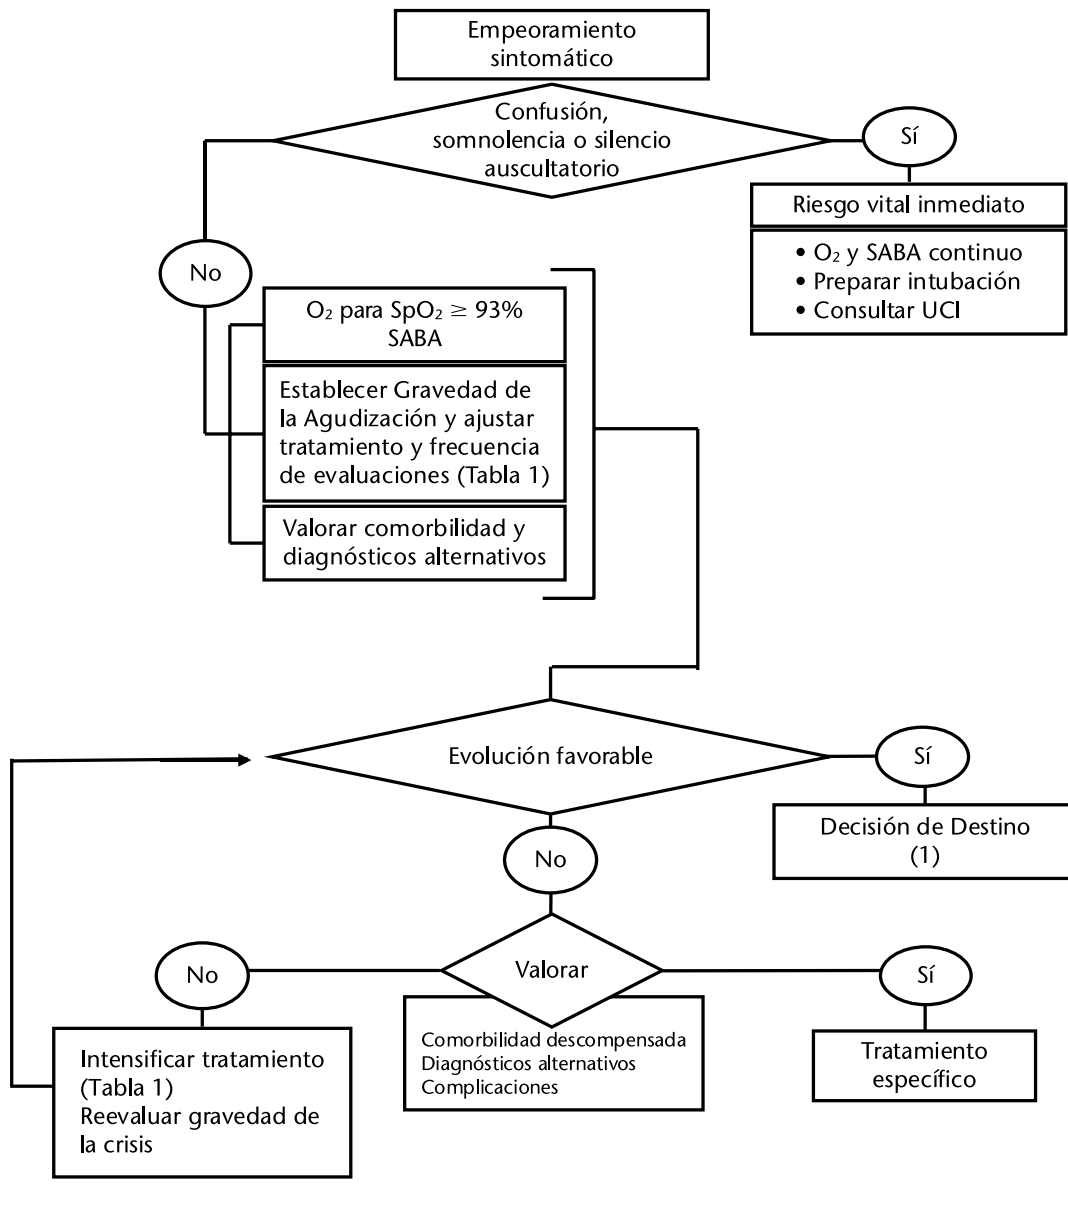 Empeoramiento
sintomático
Confusión,
somnolencia o silencio
auscultatorio
Sí
Riesgo vital inmediato
• O₂ y SABA continuo
• Preparar intubación
• Consultar UCI
No
O₂ para SpO₂ ≥ 93%
SABA
Establecer Gravedad de
la Agudización y ajustar
tratamiento y frecuencia
de evaluaciones (Tabla 1)
Valorar comorbilidad y
diagnósticos alternativos
Evolución favorable
Sí
Decisión de Destino
(1)
No
Valorar
Comorbilidad descompensada
Diagnósticos alternativos
Complicaciones
No
Intensificar tratamiento
(Tabla 1)
Reevaluar gravedad de
la crisis
Sí
Tratamiento
específico